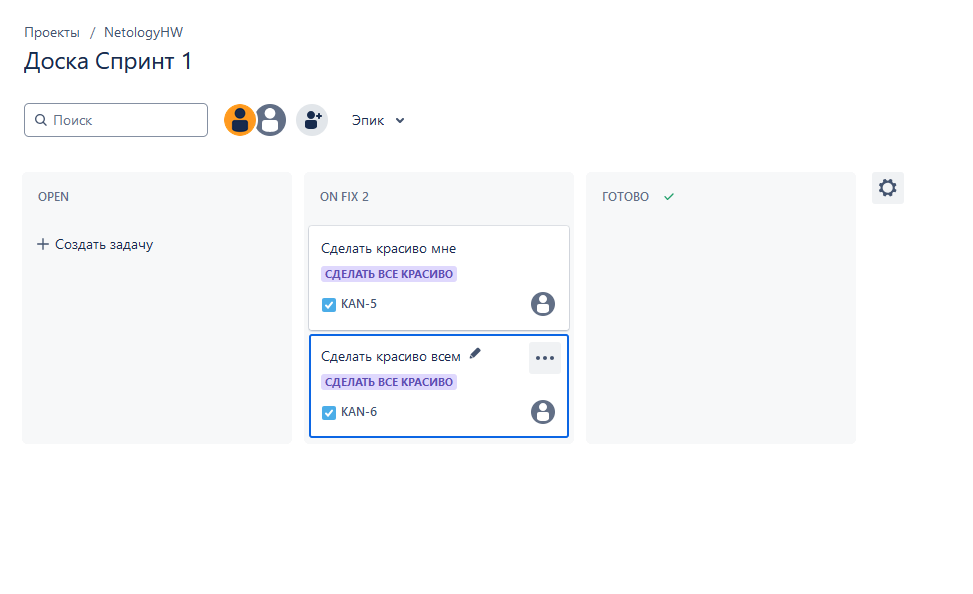 Проекты / NetologyHW
Доска Спринт 1
Поиск
Эпик
OPEN
Создать задачу
ON FIX 2
Сделать красиво мне
СДЕЛАТЬ ВСЕ КРАСИВО
KAN-5
Сделать красиво всем
СДЕЛАТЬ ВСЕ КРАСИВО
KAN-6
ГОТОВО